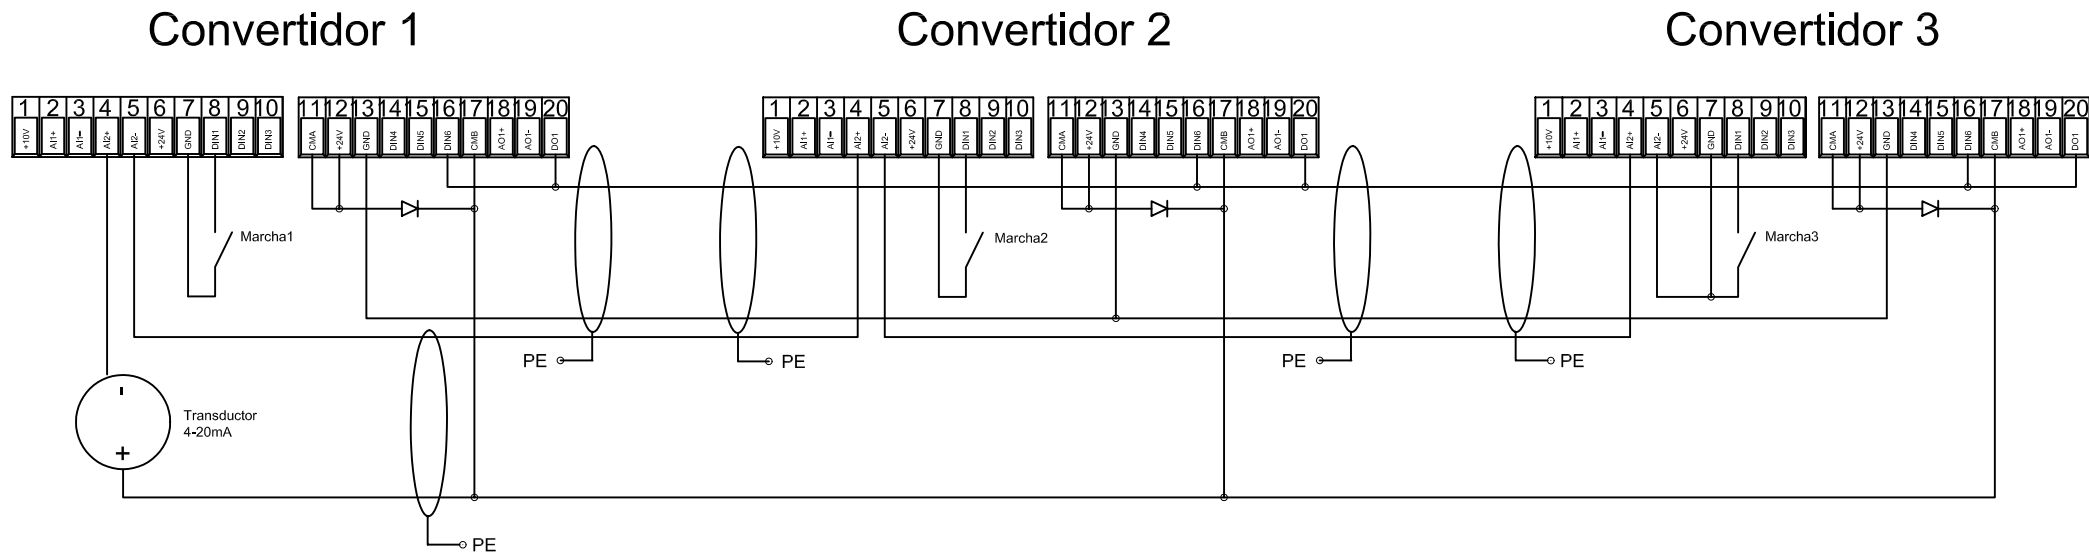 Convertidor 1 Convertidor 2 Convertidor 3
1 2 3 4 5 6 7 8 9 10 11 12 13 14 15 16 17 18 19 20 1 2 3 4 5 6 7 8 9 10 11 12 13 14 15 16 17 18 19 20 1 2 3 4 5 6 7 8 9 10 11 12 13 14 15 16 17 18 19 20
+10V AI1+ AI1- AI2+ AI2- +24V GND DIN1 DIN2 DIN3 CMA +24V GND DIN4 DIN5 DIN6 CMB AO1+ AO1- DO1 +10V AI1+ AI1- AI2+ AI2- +24V GND DIN1 DIN2 DIN3 CMA +24V GND DIN4 DIN5 DIN6 CMB AO1+ AO1- DO1 +10V AI1+ AI1- AI2+ AI2- +24V GND DIN1 DIN2 DIN3 CMA +24V GND DIN4 DIN5 DIN6 CMB AO1+ AO1- DO1
Marcha1 Marcha2 Marcha3
PE PE PE PE
-
Transductor
4-20mA
+
PE